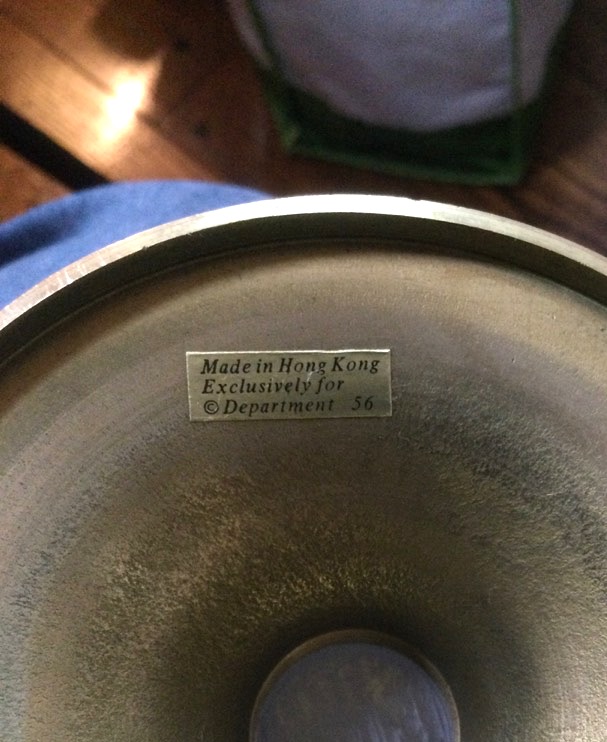 Made in Hong Kong
Exclusively for
© Department 56